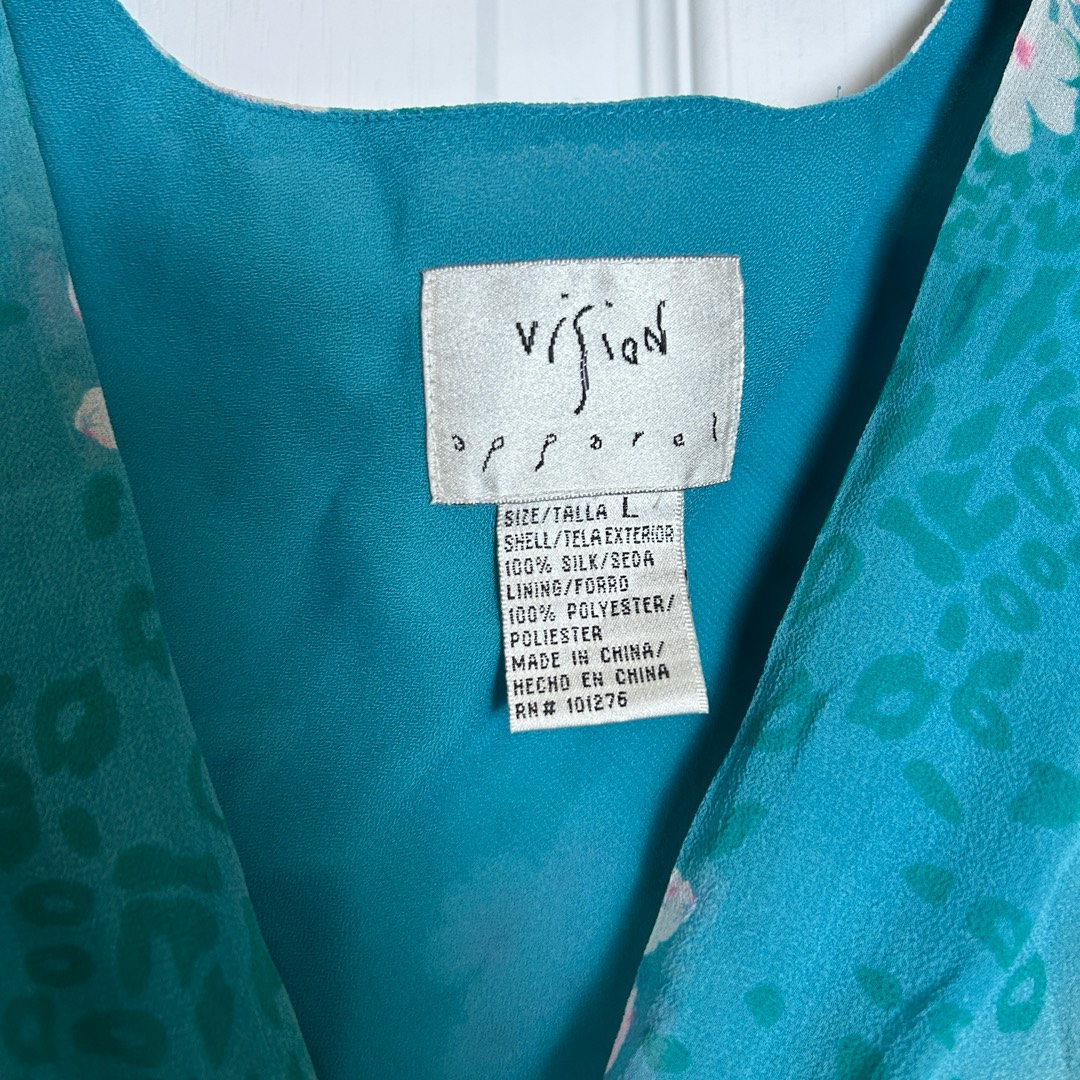 vision
apparel
SIZE/TALLA L
SHELL/TELA EXTERIOR
100% SILK/SEDA
LINING/FORRO
100% POLYESTER/
POLIESTER
MADE IN CHINA/
HECHO EN CHINA
RN# 101276